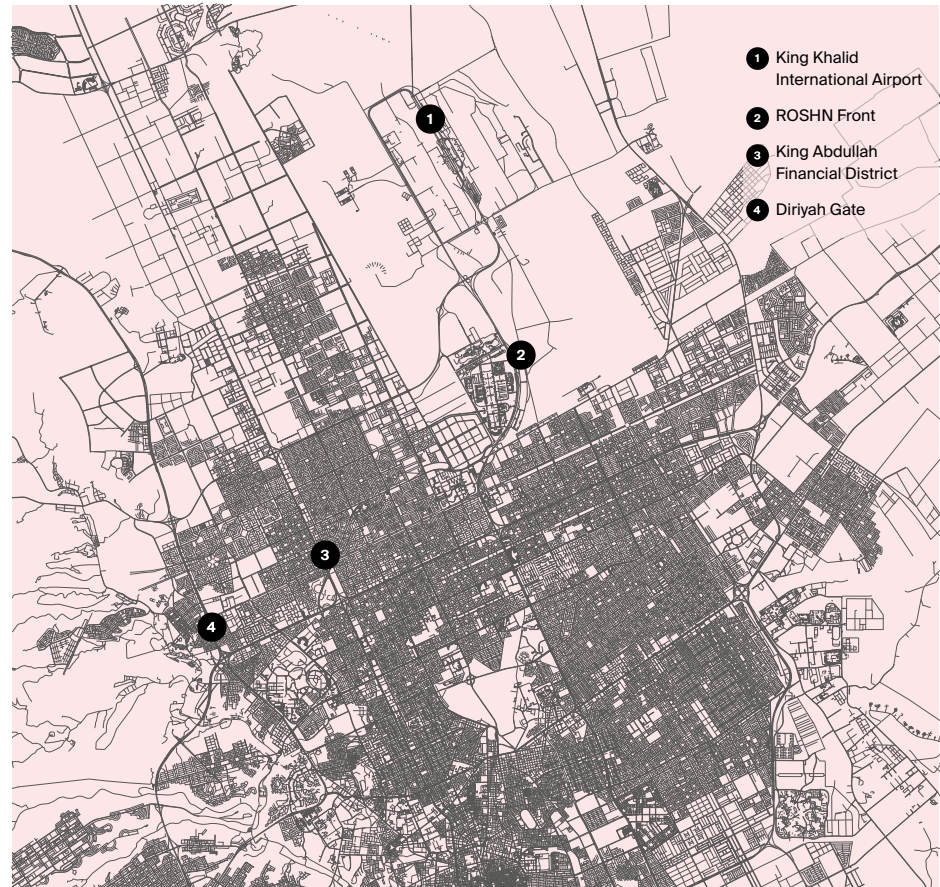 1 King Khalid
International Airport
2 ROSHN Front
3 King Abdullah
Financial District
4 Diriyah Gate
1
2
3
4